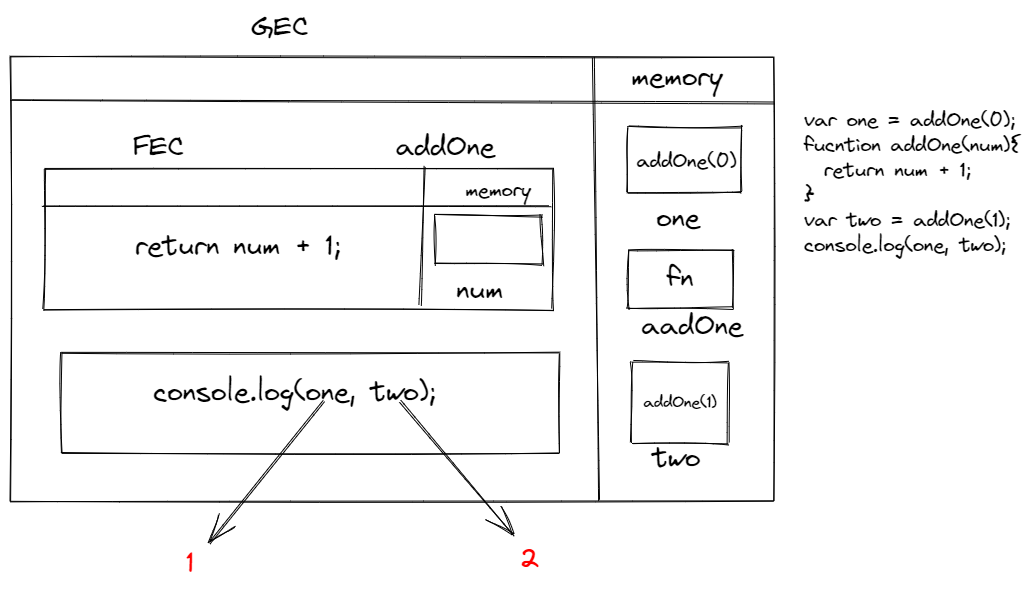 GEC
memory
FEC
addOne
memory
return num + 1;
num
console.log(one, two);
1
2
addOne(0)
one
fn
aadOne
addOne(1)
two
var one = addOne(0);
fucntion addOne(num){
return num + 1;
}
var two = addOne(1);
console.log(one, two);